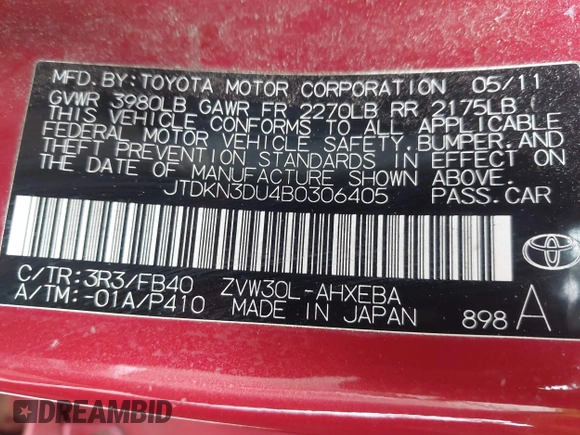 MFD. BY: TOYOTA MOTOR CORPORATION 05/11
GVWR 3980LB GAWR FR 2270LB RR 2175LB
THIS VEHICLE CONFORMS TO ALL APPLICABLE
FEDERAL MOTOR VEHICLE SAFETY, BUMPER, AND
THEFT PREVENTION STANDARDS IN EFFECT ON
THE DATE OF MANUFACTURE SHOWN ABOVE.
JTDKN3DU4B0306405 PASS. CAR
C/TR: 3R3/FB40 ZVW30L-AHXEBA
A/TM: -01A/P410 MADE IN JAPAN 898 A
DREAMBID